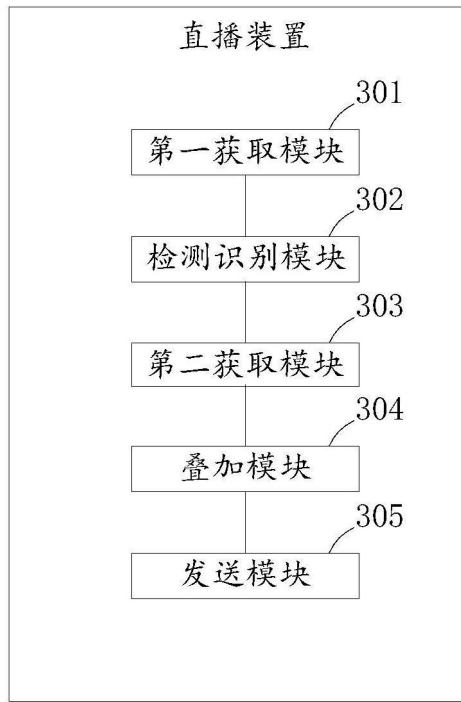 直播装置
301
第一获取模块
302
检测识别模块
303
第二获取模块
304
叠加模块
305
发送模块